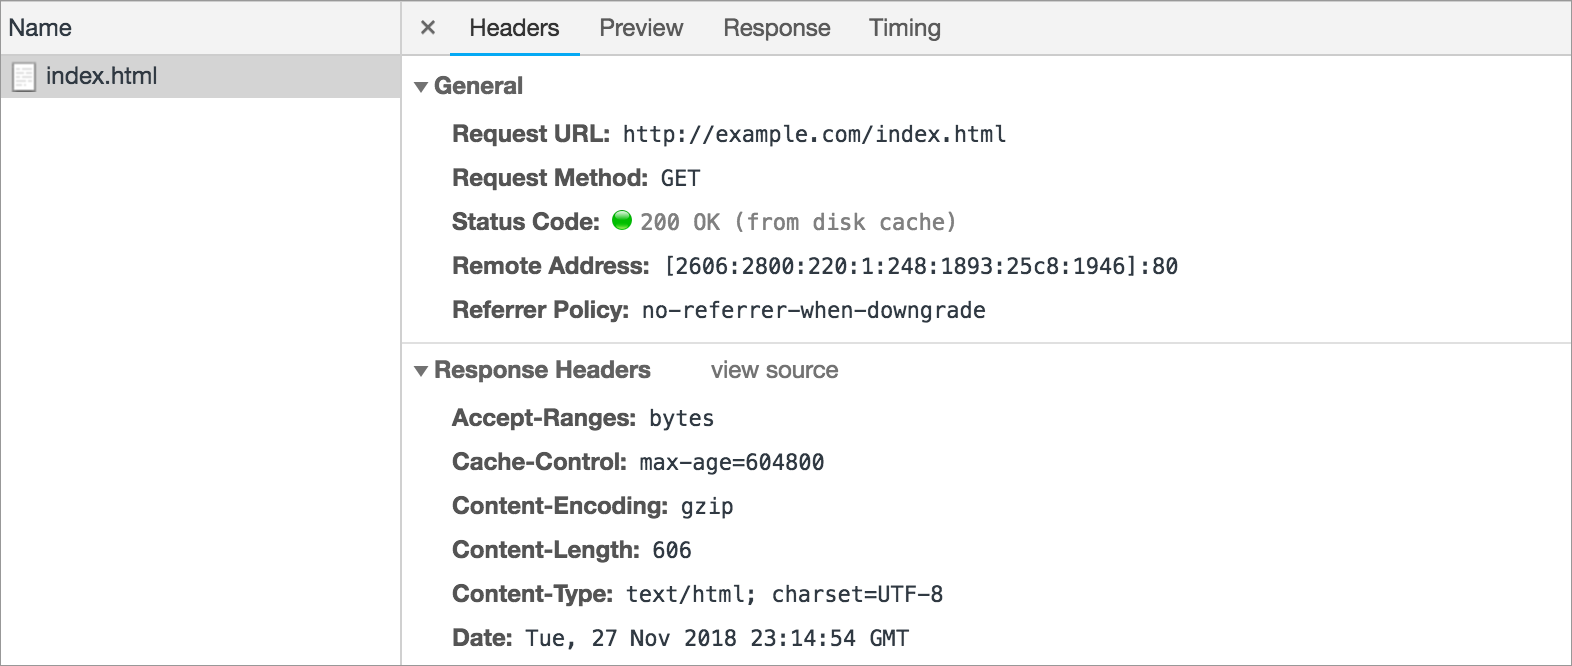 Name
× Headers Preview Response Timing
index.html
General
Request URL: http://example.com/index.html
Request Method: GET
Status Code: 200 OK (from disk cache)
Remote Address: [2606:2800:220:1:248:1893:25c8:1946]:80
Referrer Policy: no-referrer-when-downgrade
Response Headers view source
Accept-Ranges: bytes
Cache-Control: max-age=604800
Content-Encoding: gzip
Content-Length: 606
Content-Type: text/html; charset=UTF-8
Date: Tue, 27 Nov 2018 23:14:54 GMT